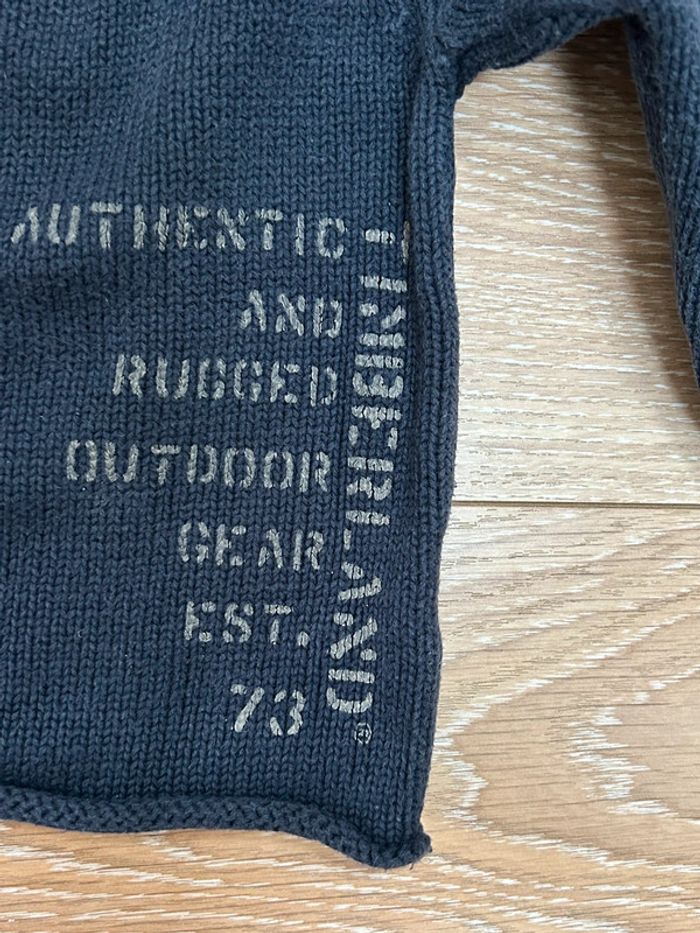 AUTHENTIC
AND
RUGGED
OUTDOOR
GEAR
EST.
73
TIMBERLAND®